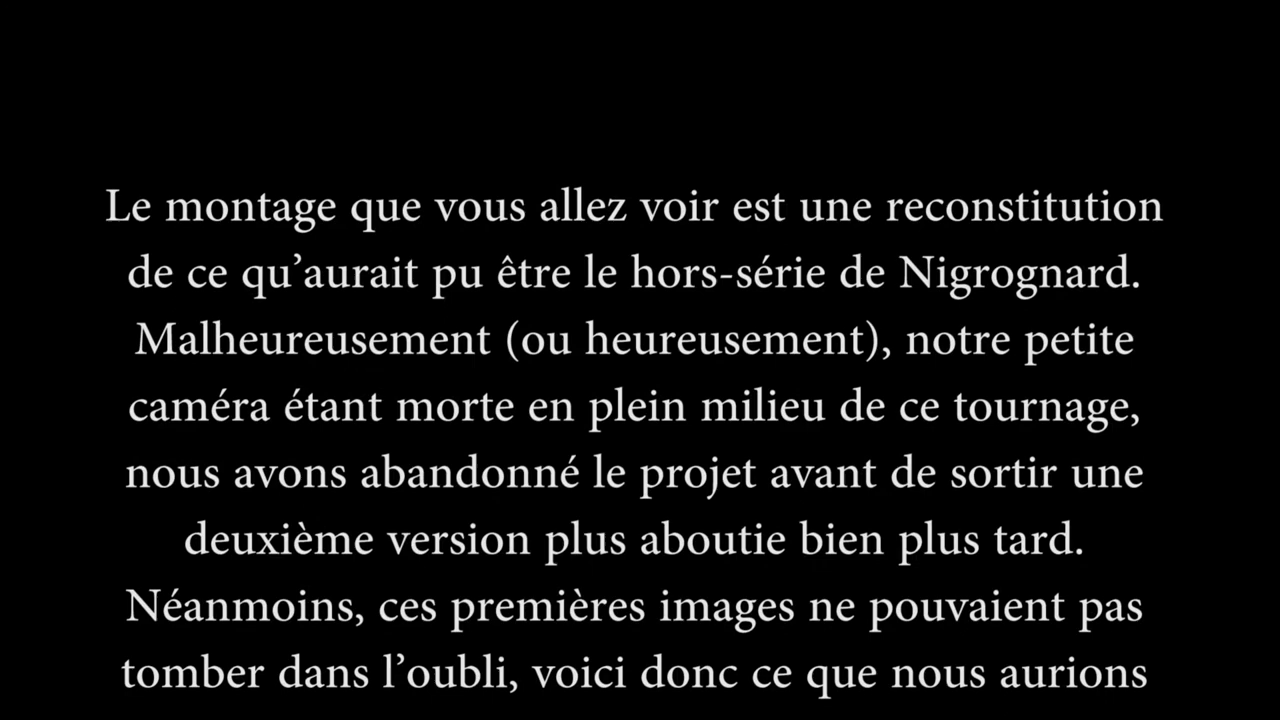 Le montage que vous allez voir est une reconstitution
de ce qu’aurait pu être le hors-série de Nigrognard.
Malheureusement (ou heureusement), notre petite
caméra étant morte en plein milieu de ce tournage,
nous avons abandonné le projet avant de sortir une
deuxième version plus aboutie bien plus tard.
Néanmoins, ces premières images ne pouvaient pas
tomber dans l’oubli, voici donc ce que nous aurions